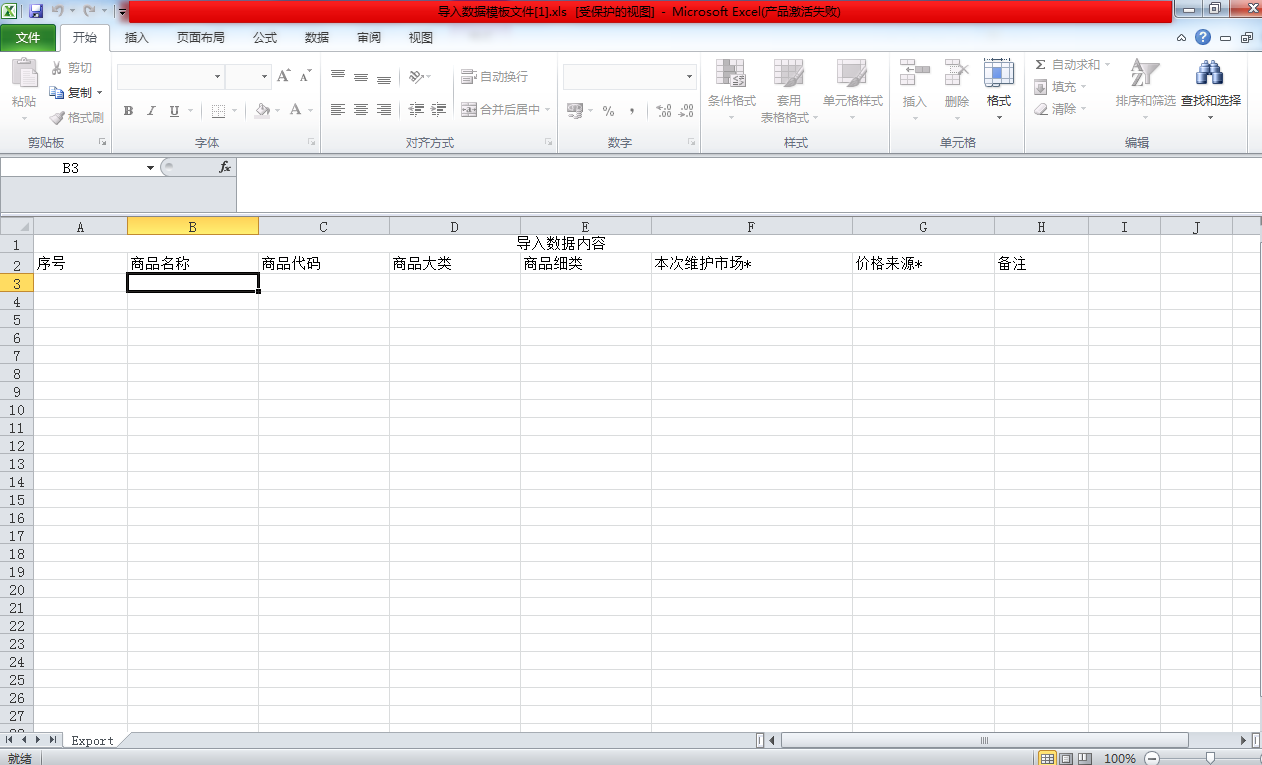 导入数据模板文件[1].xls [受保护的视图] - Microsoft Excel(产品激活失败)
文件 开始 插入 页面布局 公式 数据 审阅 视图
粘贴 剪切 复制 格式刷
B I U A A A
自动换行
合并后居中
% ,
条件格式 套用表格格式 单元格样式
插入 删除 格式
Σ 自动求和
填充
清除
排序和筛选 查找和选择
剪贴板 字体 对齐方式 数字 样式 单元格 编辑
B3 fx
A B C D E F G H I J
1 导入数据内容
2 序号 商品名称 商品代码 商品大类 商品细类 本次维护市场* 价格来源* 备注
3
4
5
6
7
8
9
10
11
12
13
14
15
16
17
18
19
20
21
22
23
24
25
26
27
Export
就绪 100%